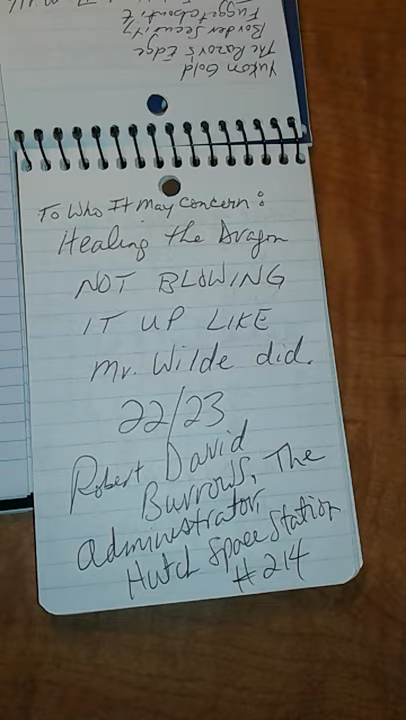 Fuggetaboutit
Border Security
The Razor's Edge
Yukon Gold
To Who It May Concern:
Healing the Dragon
NOT BLOWING
IT UP LIKE
Mr. Wilde did.
22/23
Robert David
Burrows, The
administrator,
Hutch Space Station
#214